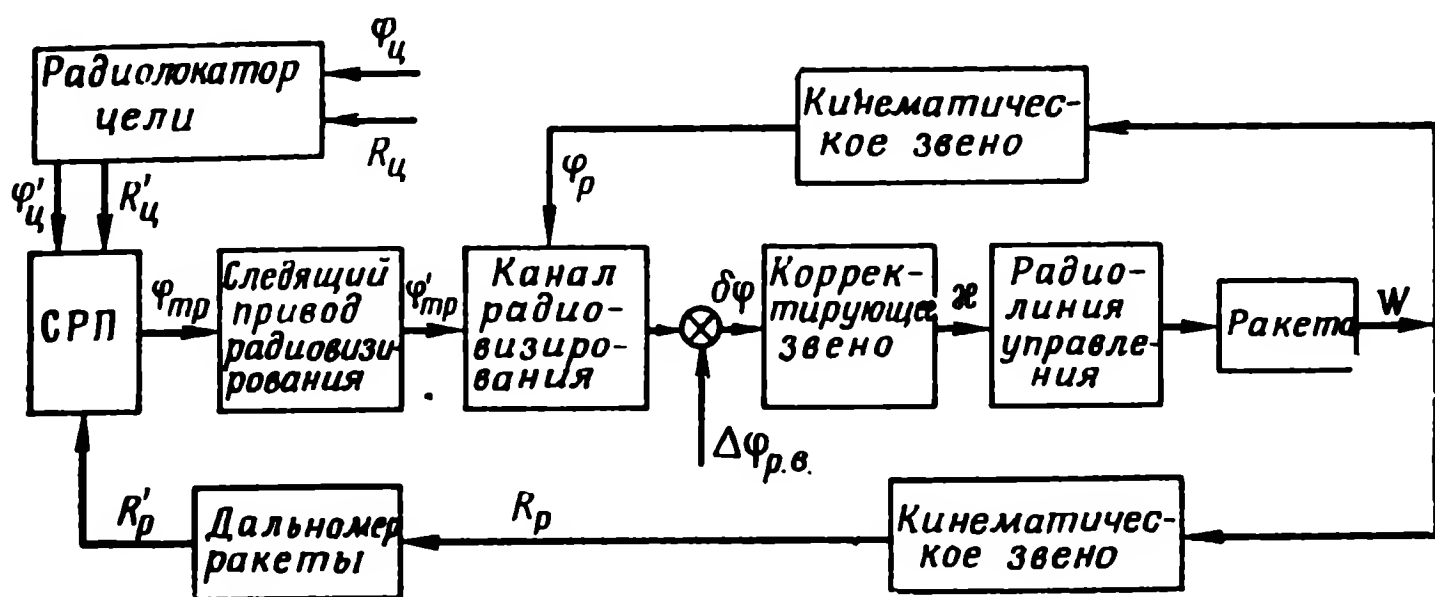 φц
Rц
Радиолокатор
цели
φ'ц
R'ц
Кинематичес-
кое звено
φр
СРП
φтр
Следящий
привод
радиовизи-
рования
φ'тр
Канал
радио-
визиро-
вания
δφ
Δφр.в.
Коррек-
тирующее
звено
ϰ
Радио-
линия
управле-
ния
Ракета
W
R'р
Дальномер
ракеты
Rр
Кинематичес-
кое звено